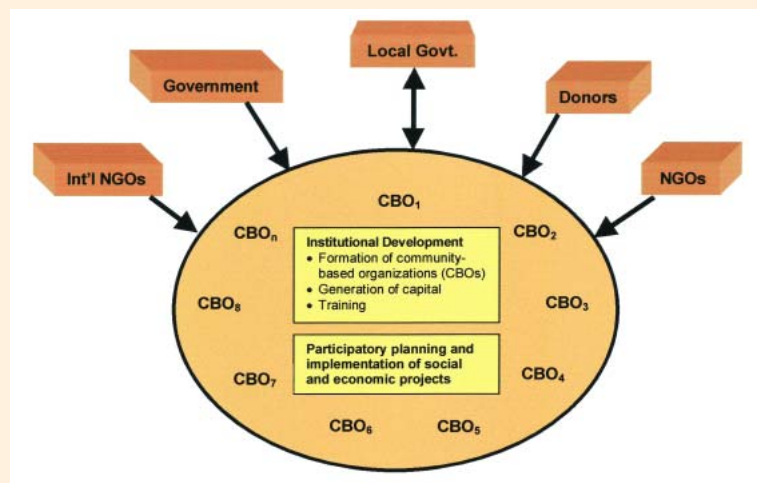 Local Govt.
Government
Donors
Int'l NGOs
NGOs
CBO₁
CBOₙ
CBO₂
Institutional Development
• Formation of community-
based organizations (CBOs)
• Generation of capital
• Training
CBO₈
CBO₃
Participatory planning and
implementation of social
and economic projects
CBO₇
CBO₄
CBO₆
CBO₅